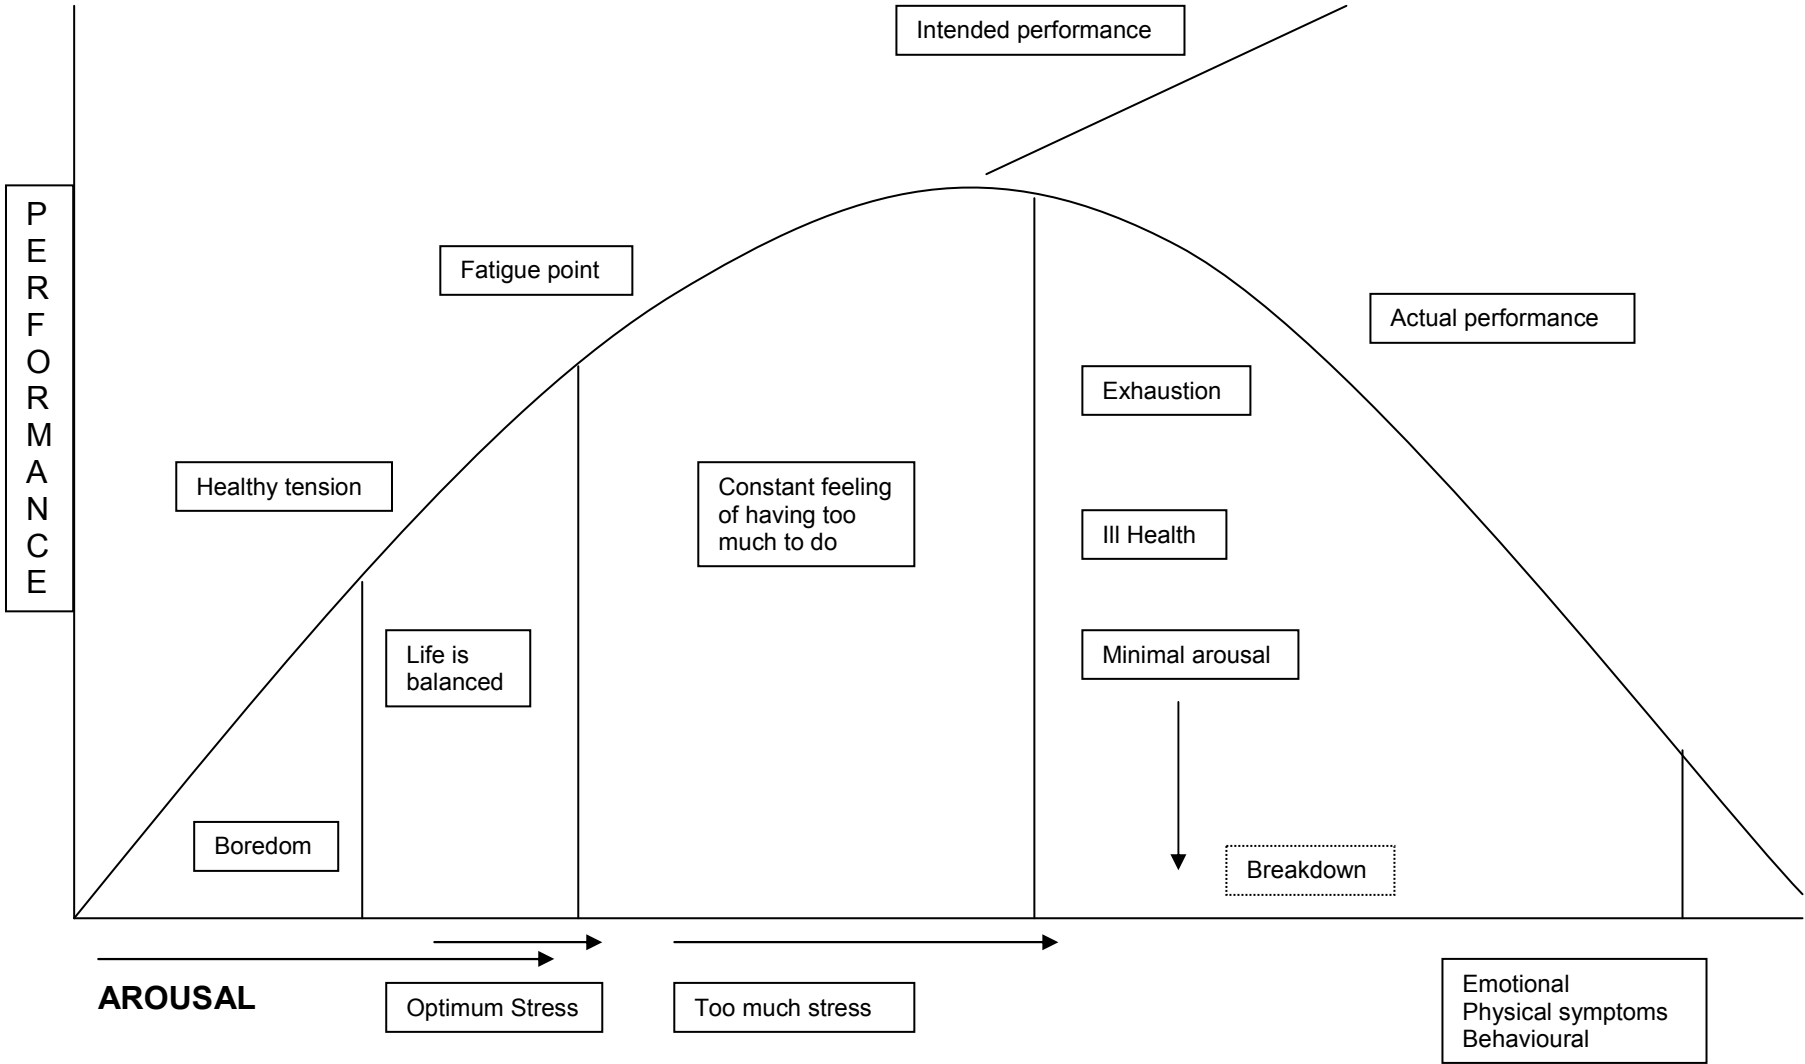 Intended performance
P
E
R
F
O
R
M
A
N
C
E
Fatigue point
Actual performance
Exhaustion
Healthy tension
Constant feeling
of having too
much to do
Ill Health
Life is
balanced
Minimal arousal
Boredom
Breakdown
AROUSAL
Optimum Stress
Too much stress
Emotional
Physical symptoms
Behavioural